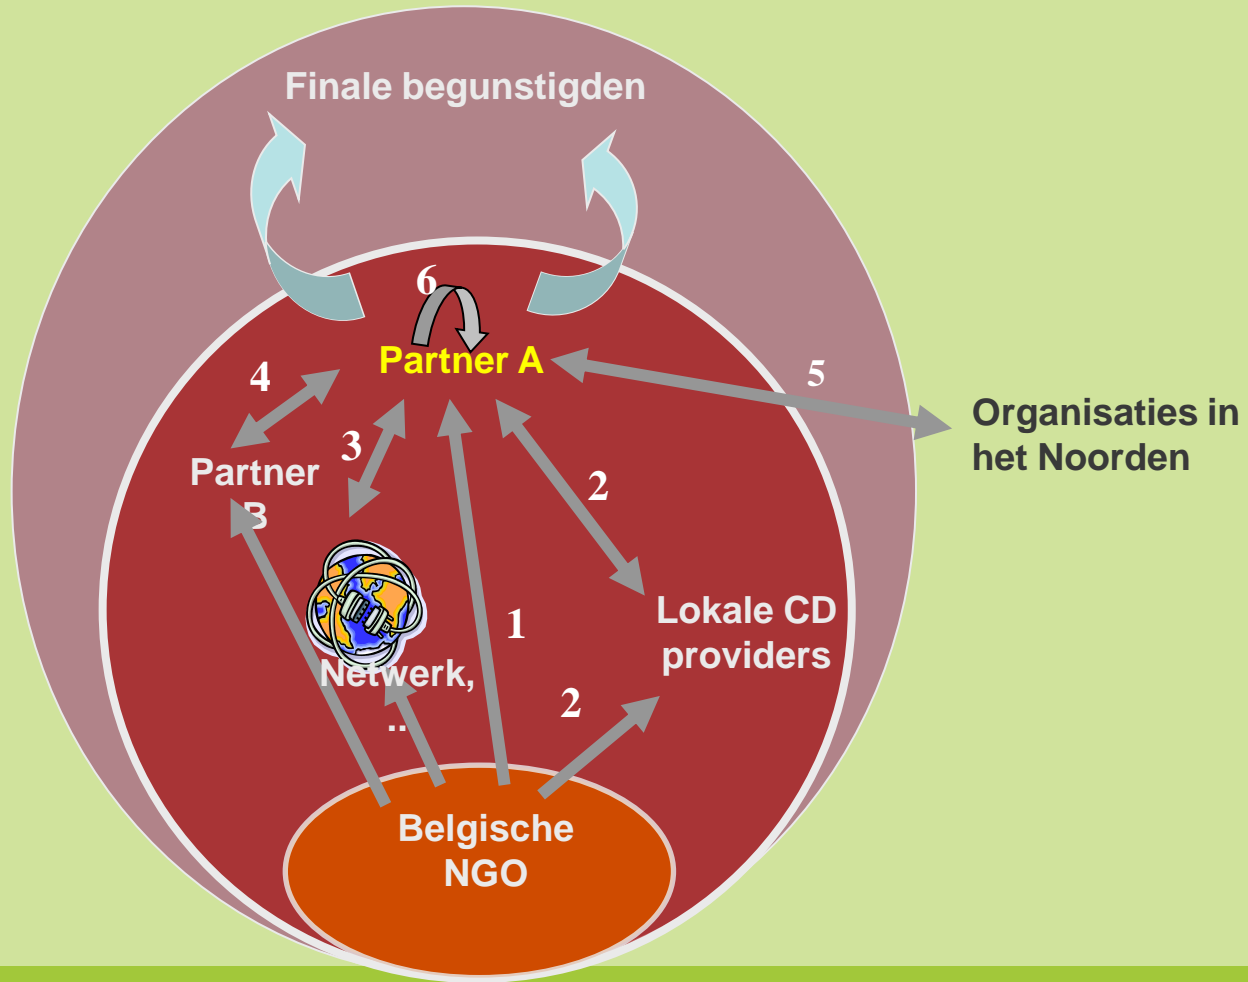 Finale begunstigden
6
Partner A
4
5
Organisaties in
het Noorden
3
Partner
B
2
1
Lokale CD
providers
Netwerk,
..
2
Belgische
NGO